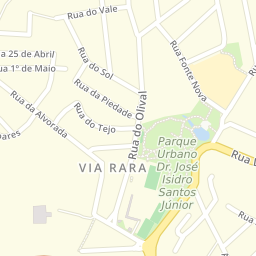 Rua do Vale
Rua 25 de Abril
Rua 1º de Maio
Rua do Sol
Rua Fonte Nova
Rua da Piedade
Rua da Alvorada
Rua do Tejo
Rua do Olival
Parque
Urbano
Dr. José
Isidro
Santos
Júnior
VIA RARA
Rua